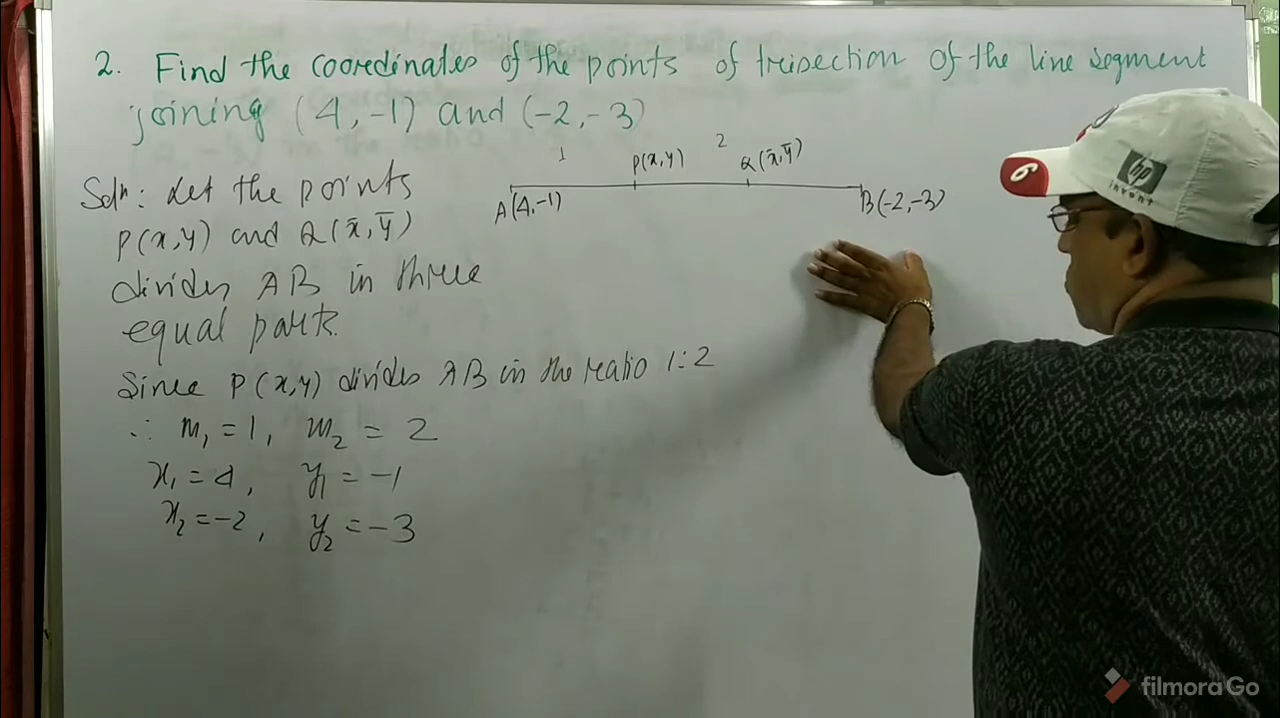 2. Find the coordinates of the points of trisection of the line segment
joining (4,-1) and (-2,-3)
1 P(x,y) 2 Q(x̄,ȳ)
A(4,-1) B(-2,-3)
Solⁿ: Let the points
P(x,y) and Q(x̄,ȳ)
divides AB in three
equal parts.
Since P(x,y) divides AB in the ratio 1:2
∴ m₁ = 1, m₂ = 2
x₁ = 4, y₁ = -1
x₂ = -2, y₂ = -3
6
hp
invent
filmoraGo